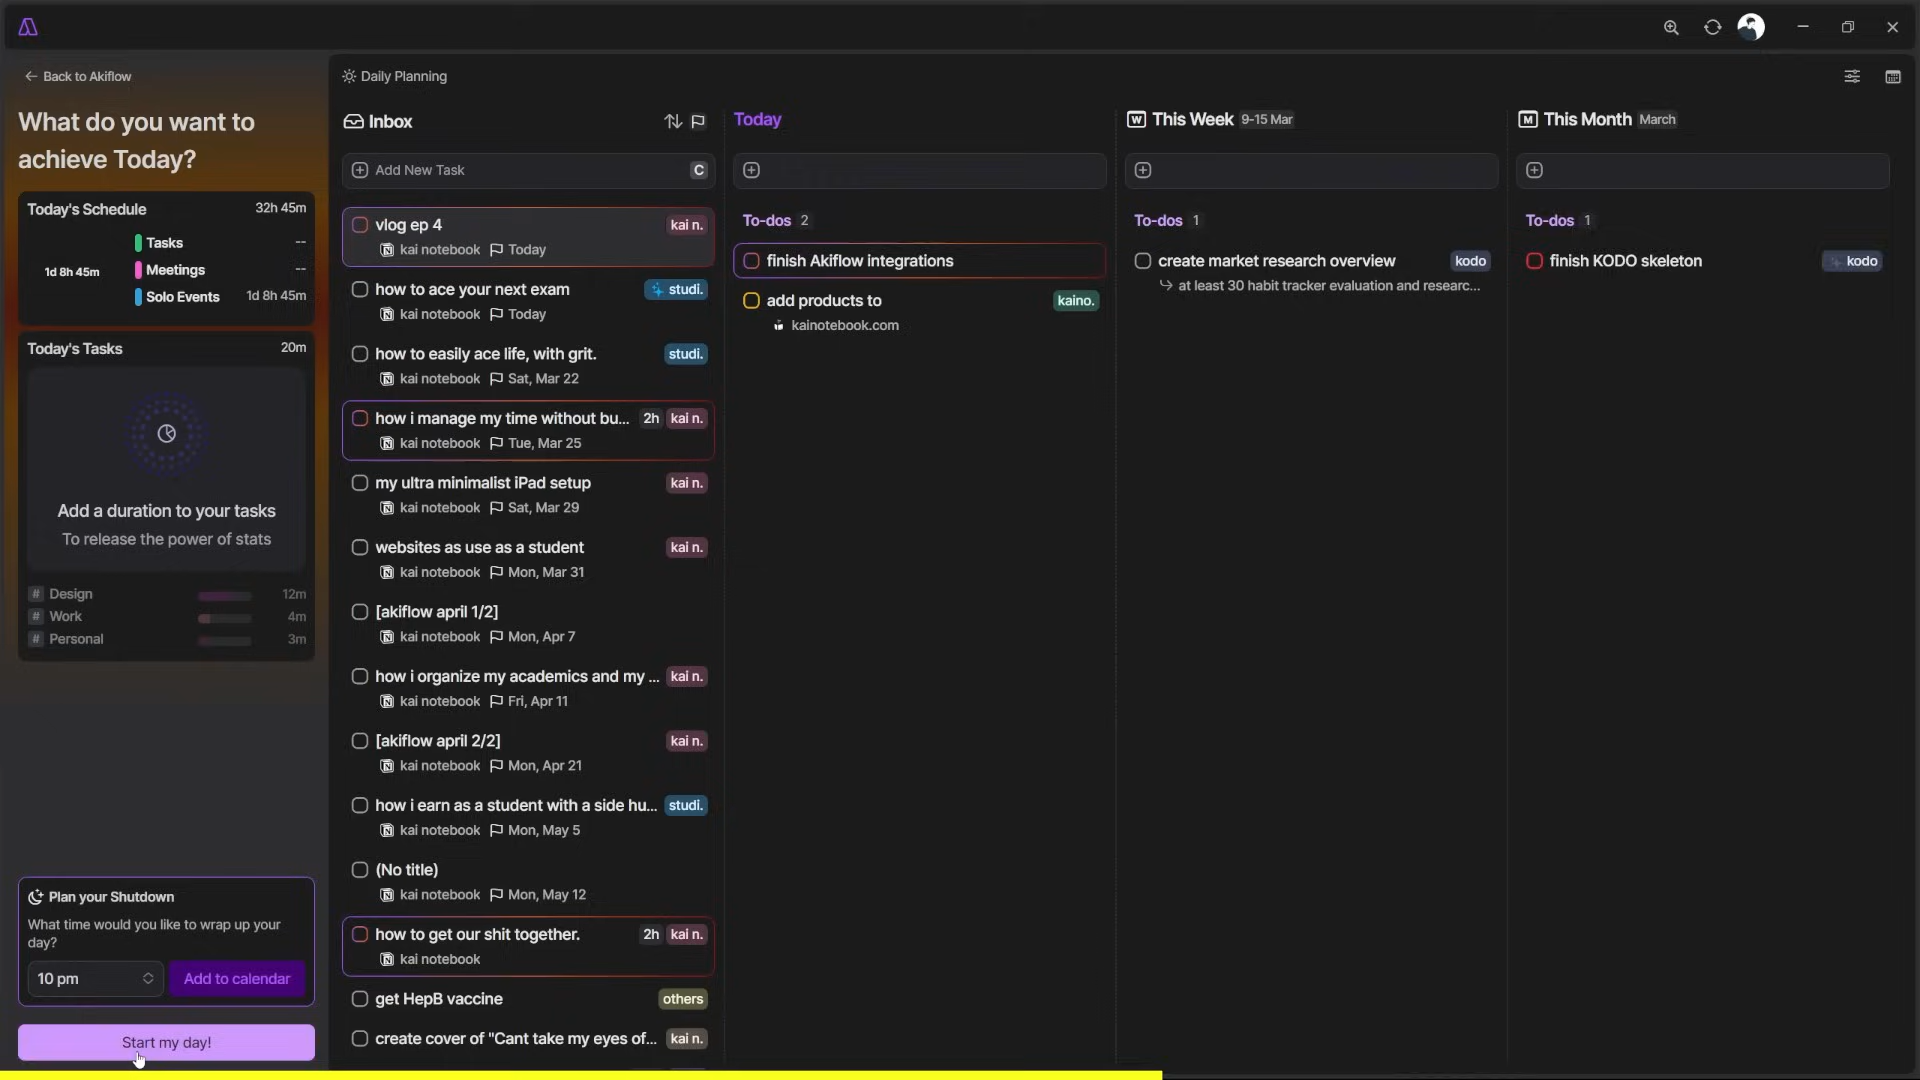 Back to Akiflow
What do you want to
achieve Today?
Today's Schedule 32h 45m
Tasks --
1d 8h 45m
Meetings --
Solo Events 1d 8h 45m
Today's Tasks 20m
Add a duration to your tasks
To release the power of stats
# Design 12m
# Work 4m
# Personal 3m
Plan your Shutdown
What time would you like to wrap up your
day?
10 pm Add to calendar
Start my day!
Daily Planning
Inbox
Add New Task C
vlog ep 4 kai n.
kai notebook Today
how to ace your next exam studi.
kai notebook Today
how to easily ace life, with grit. studi.
kai notebook Sat, Mar 22
how i manage my time without bu... 2h kai n.
kai notebook Tue, Mar 25
my ultra minimalist iPad setup kai n.
kai notebook Sat, Mar 29
websites as use as a student kai n.
kai notebook Mon, Mar 31
[akiflow april 1/2]
kai notebook Mon, Apr 7
how i organize my academics and my ... kai n.
kai notebook Fri, Apr 11
[akiflow april 2/2] kai n.
kai notebook Mon, Apr 21
how i earn as a student with a side hu... studi.
kai notebook Mon, May 5
(No title)
kai notebook Mon, May 12
how to get our shit together. 2h kai n.
kai notebook
get HepB vaccine others
create cover of "Cant take my eyes of... kai n.
Today
To-dos 2
finish Akiflow integrations
add products to kaino.
kainotebook.com
W This Week 9-15 Mar
To-dos 1
create market research overview kodo
at least 30 habit tracker evaluation and researc...
M This Month March
To-dos 1
finish KODO skeleton kodo